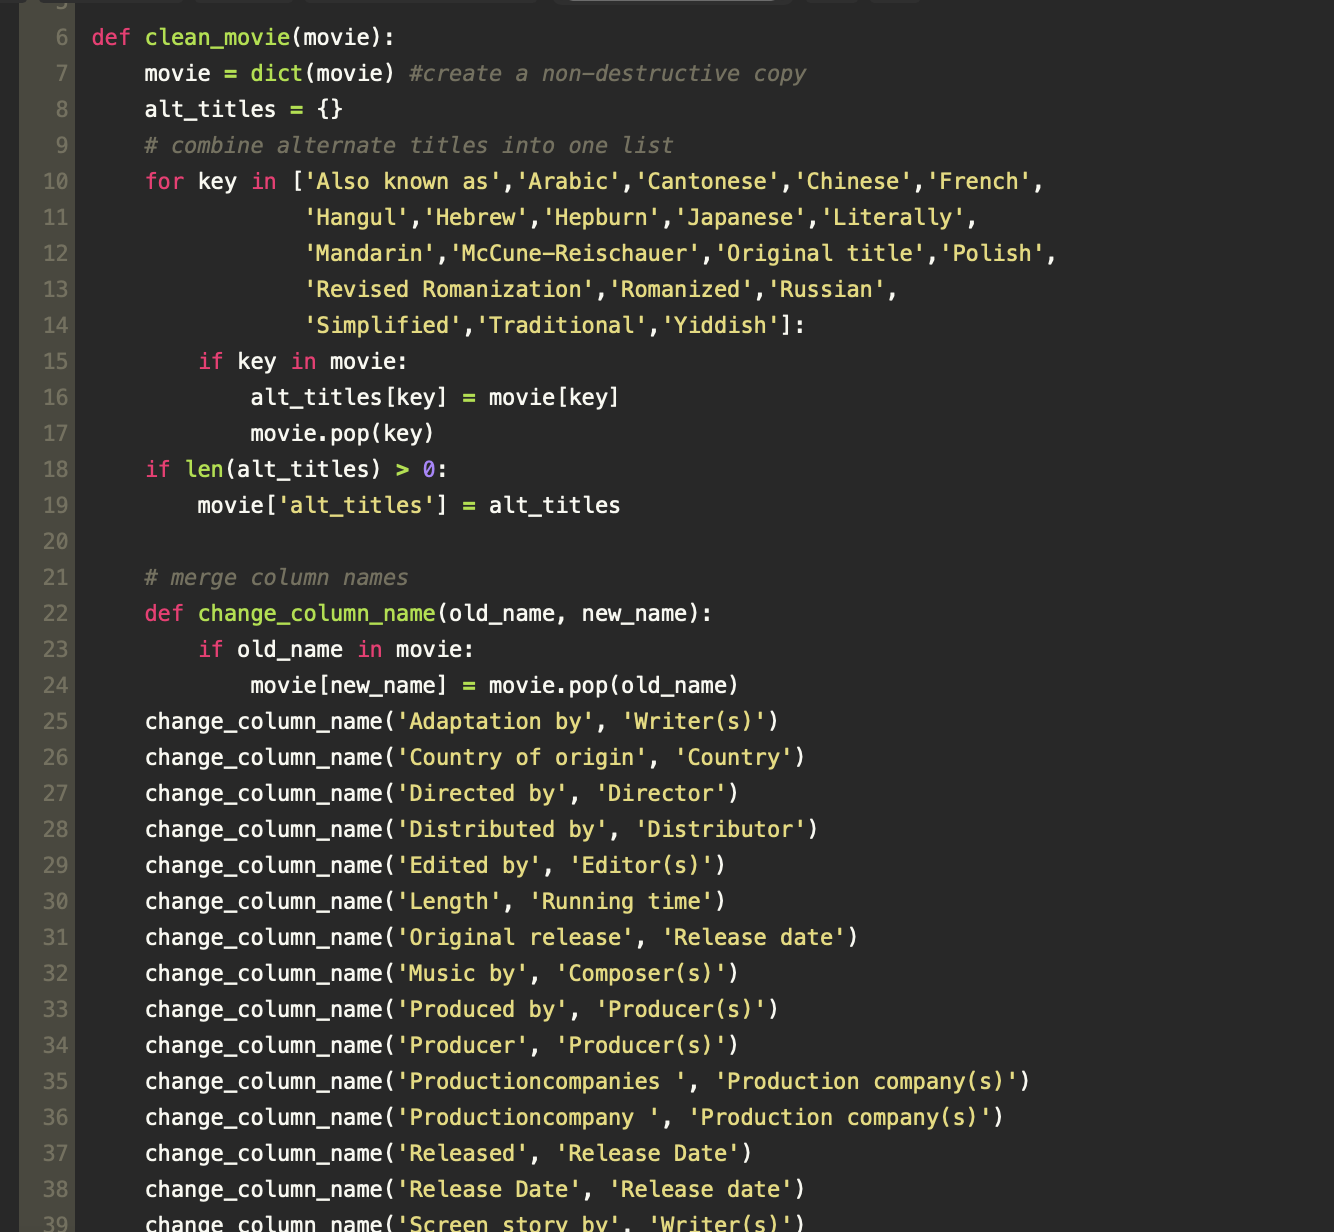 6 def clean_movie(movie):
7     movie = dict(movie) #create a non-destructive copy
8     alt_titles = {}
9     # combine alternate titles into one list
10     for key in ['Also known as','Arabic','Cantonese','Chinese','French',
11                 'Hangul','Hebrew','Hepburn','Japanese','Literally',
12                 'Mandarin','McCune-Reischauer','Original title','Polish',
13                 'Revised Romanization','Romanized','Russian',
14                 'Simplified','Traditional','Yiddish']:
15         if key in movie:
16             alt_titles[key] = movie[key]
17             movie.pop(key)
18     if len(alt_titles) > 0:
19         movie['alt_titles'] = alt_titles
20
21     # merge column names
22     def change_column_name(old_name, new_name):
23         if old_name in movie:
24             movie[new_name] = movie.pop(old_name)
25     change_column_name('Adaptation by', 'Writer(s)')
26     change_column_name('Country of origin', 'Country')
27     change_column_name('Directed by', 'Director')
28     change_column_name('Distributed by', 'Distributor')
29     change_column_name('Edited by', 'Editor(s)')
30     change_column_name('Length', 'Running time')
31     change_column_name('Original release', 'Release date')
32     change_column_name('Music by', 'Composer(s)')
33     change_column_name('Produced by', 'Producer(s)')
34     change_column_name('Producer', 'Producer(s)')
35     change_column_name('Productioncompanies ', 'Production company(s)')
36     change_column_name('Productioncompany ', 'Production company(s)')
37     change_column_name('Released', 'Release Date')
38     change_column_name('Release Date', 'Release date')
39     change_column_name('Screen story by', 'Writer(s)')